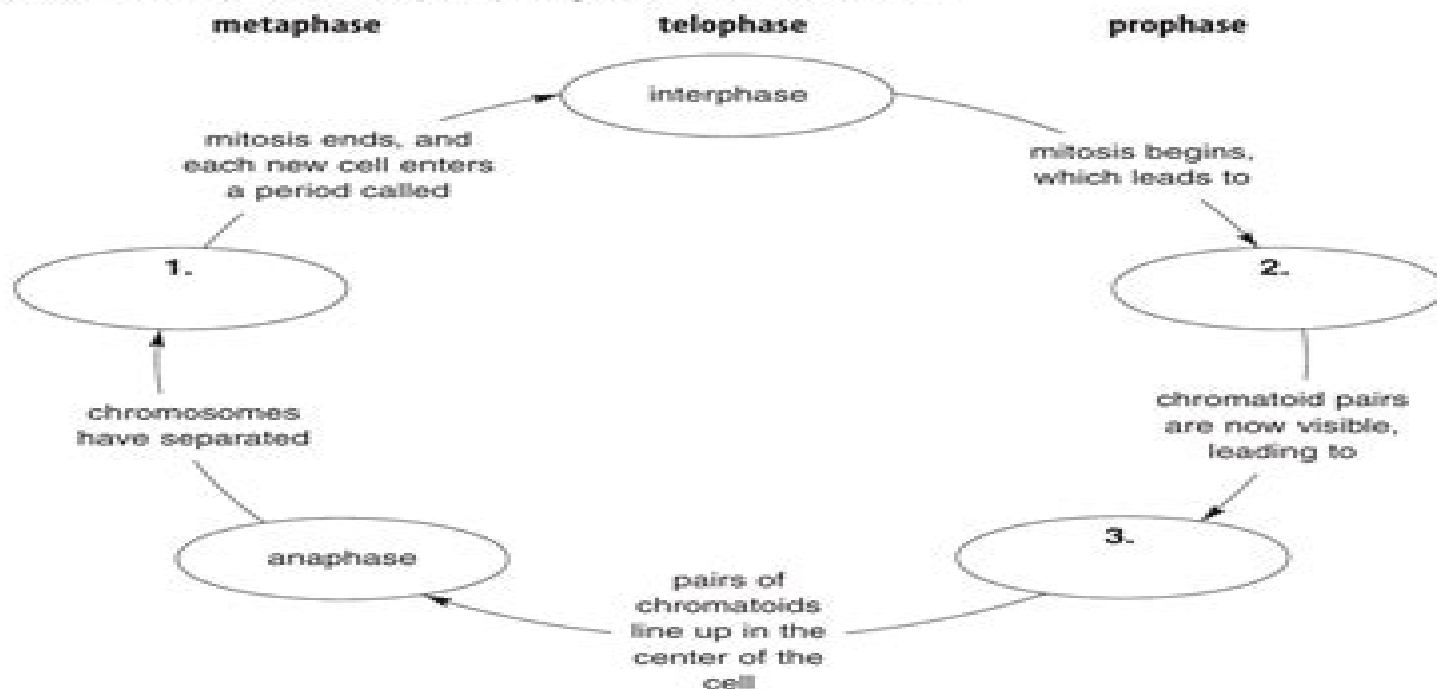 metaphase telophase prophase
interphase
mitosis ends, and
each new cell enters
a period called
mitosis begins,
which leads to
1.
2.
chromosomes
have separated
chromatoid pairs
are now visible,
leading to
anaphase
3.
pairs of
chromatoids
line up in the
center of the
cell